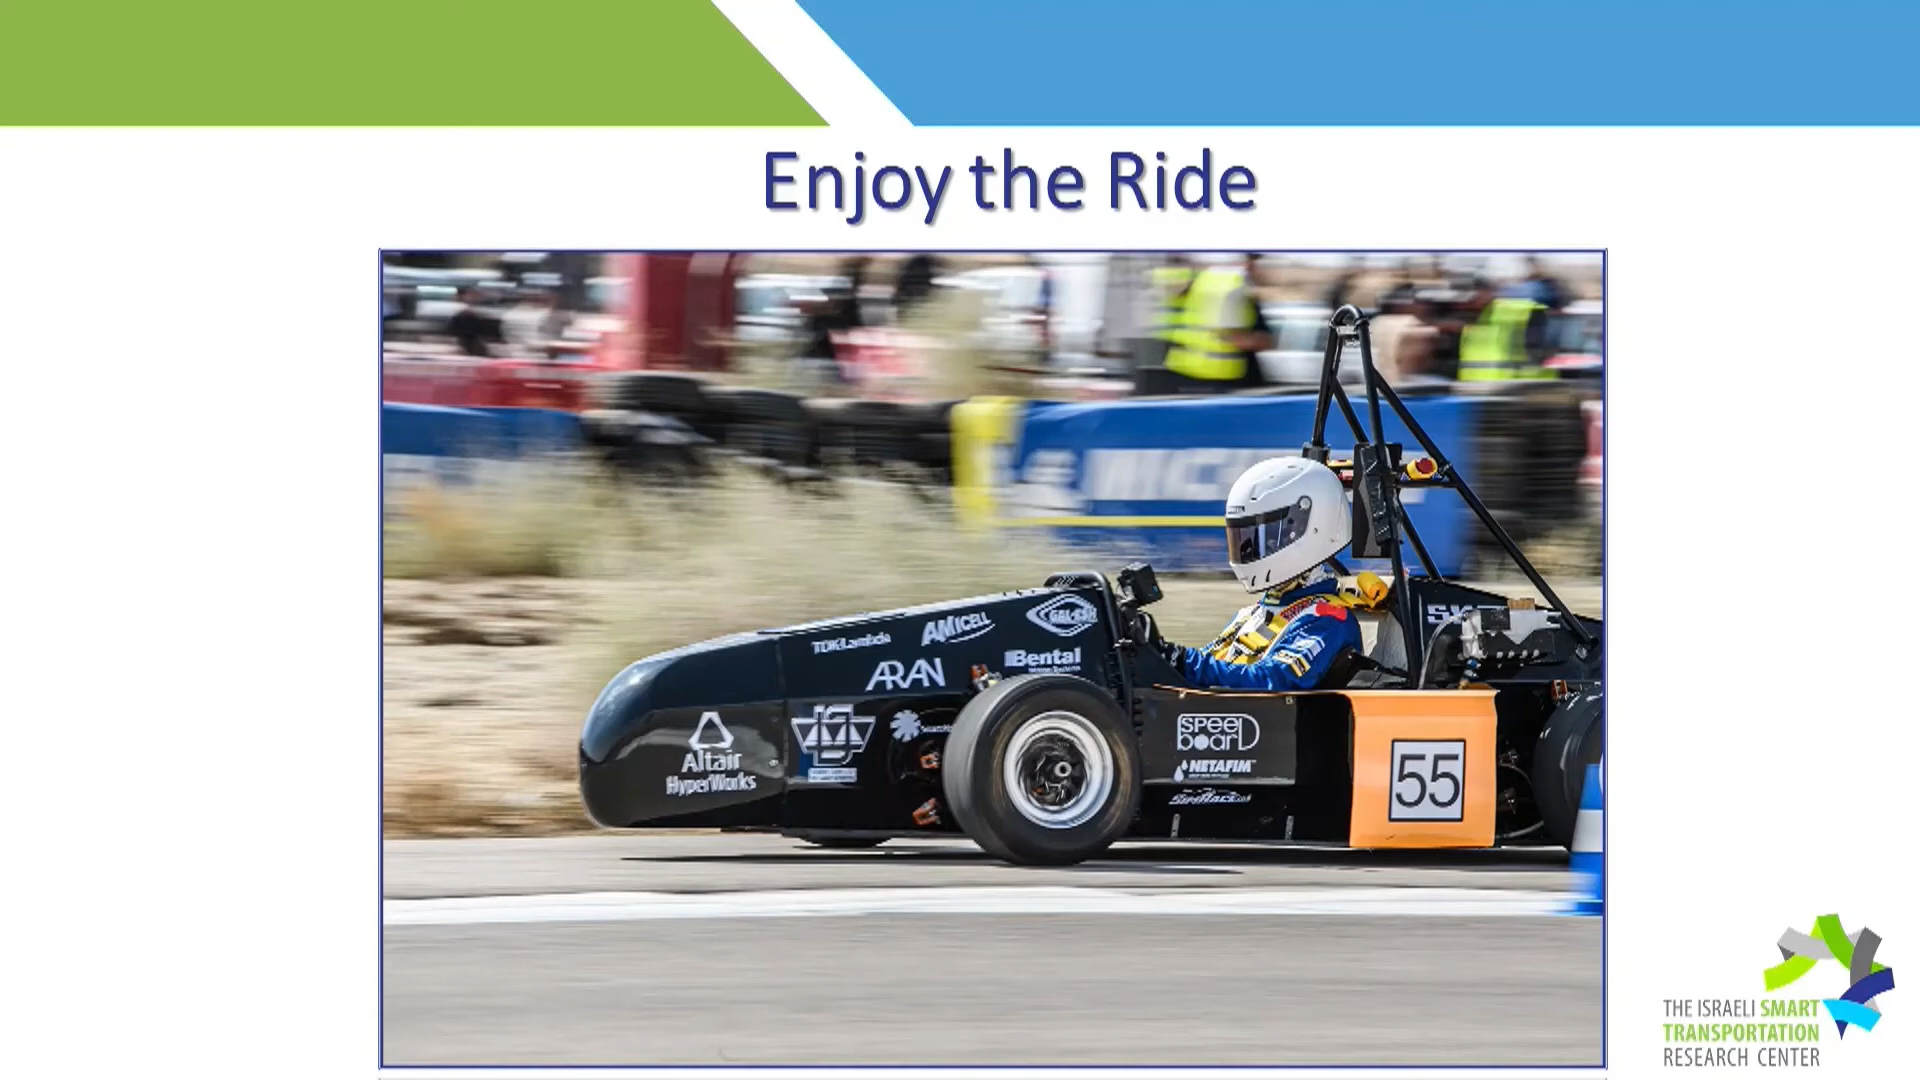 Enjoy the Ride
TDK-Lambda
AMICELL
ARAN
Bental
Altair
HyperWorks
speed
board
NETAFIM
55
THE ISRAELI SMART
TRANSPORTATION
RESEARCH CENTER